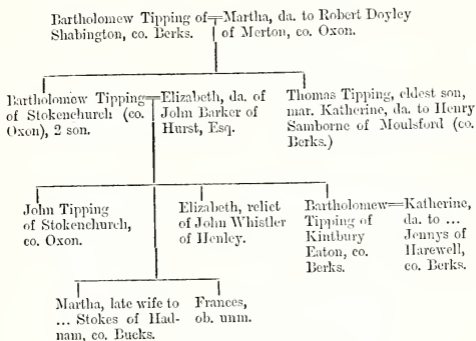 Bartholomew Tipping of=Martha, da. to Robert Doyley
Shabington, co. Berks. of Merton, co. Oxon.
Bartholomew Tipping=Elizabeth, da. of
of Stokenchurch (co. John Barker of
Oxon), 2 son. Hurst, Esq.
Thomas Tipping, eldest son,
mar. Katherine, da. to Henry
Samborne of Moulsford (co.
Berks.)
John Tipping
of Stokenchurch,
co. Oxon.
Elizabeth, relict
of John Whistler
of Henley.
Bartholomew=Katherine,
Tipping of da. to ...
Kintbury Jennys of
Eaton, co. Harewell,
Berks. co. Berks.
Martha, late wife to
... Stokes of Had-
nam, co. Bucks.
Frances,
ob. unm.